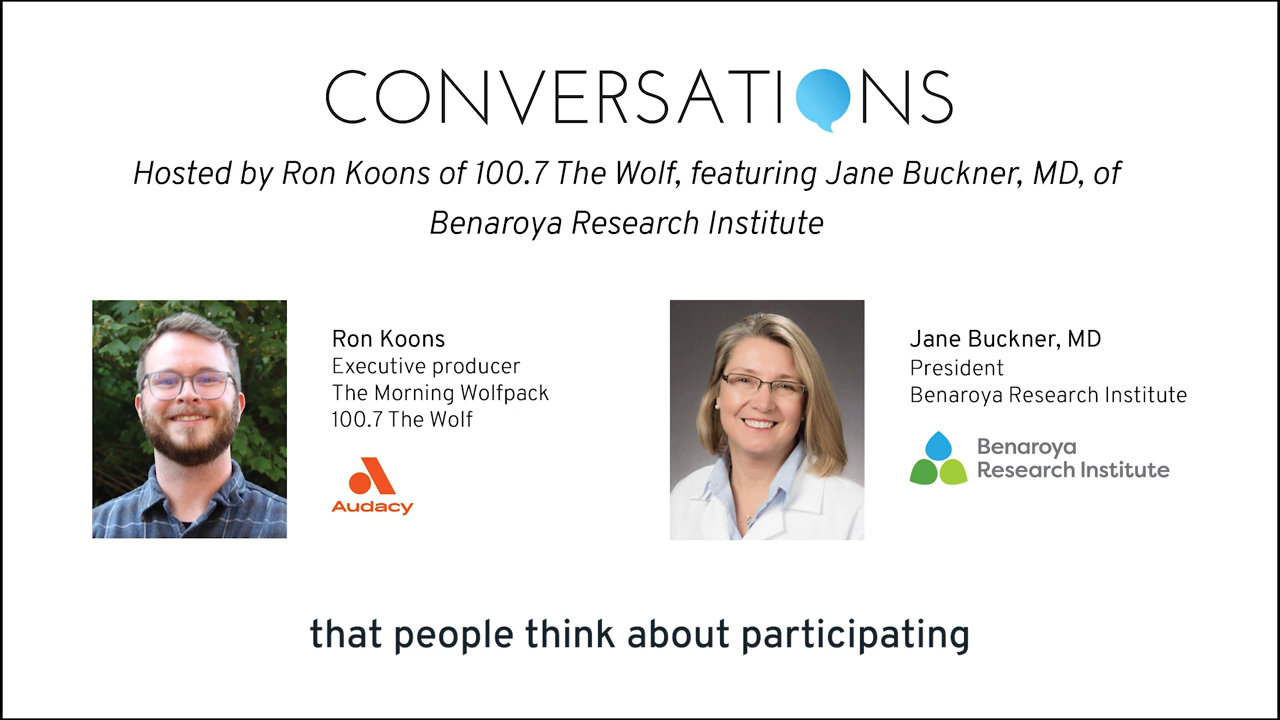 CONVERSATIONS
Hosted by Ron Koons of 100.7 The Wolf, featuring Jane Buckner, MD, of
Benaroya Research Institute
Ron Koons
Executive producer
The Morning Wolfpack
100.7 The Wolf
Audacy
Jane Buckner, MD
President
Benaroya Research Institute
Benaroya
Research Institute
that people think about participating